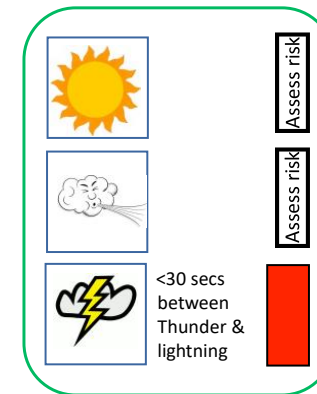 Assess risk
Assess risk
<30 secs
between
Thunder &
lightning